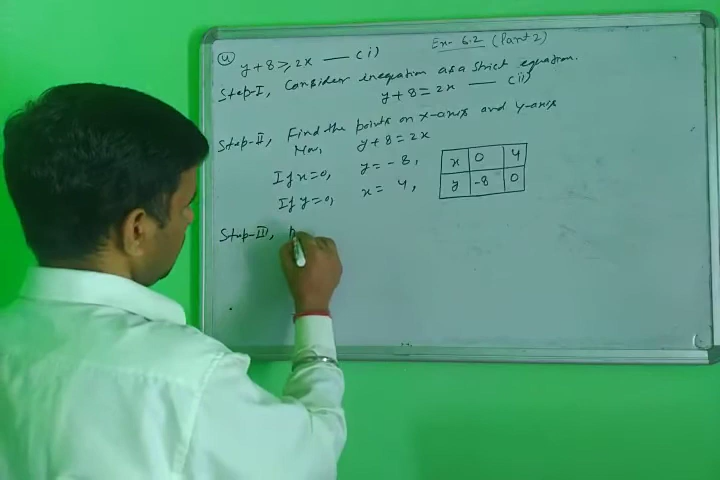 Ex- 6.2 (Part 2)
(4) y + 8 ≥ 2x — (i)
Step-I, Consider inequation as a strict equation.
y + 8 = 2x — (ii)
Step-II, Find the points on x-axis and y-axis
Now, y + 8 = 2x
If x=0, y = -8,
If y=0, x = 4,
x 0 4
y -8 0
Step-III,